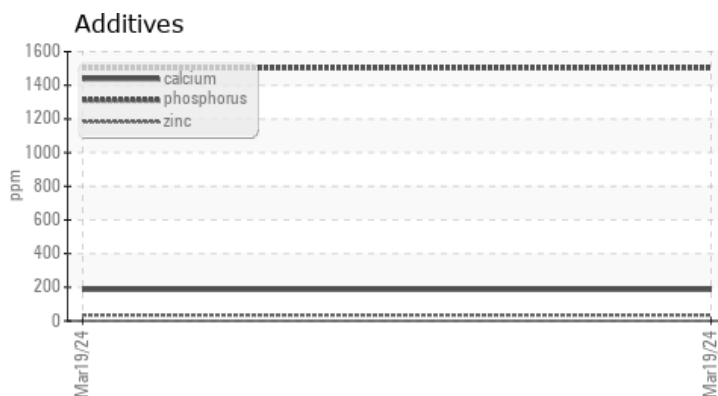 Additives
1600
1400
1200
1000
800
600
400
200
0
ppm
calcium
phosphorus
zinc
Mar19/24
Mar19/24